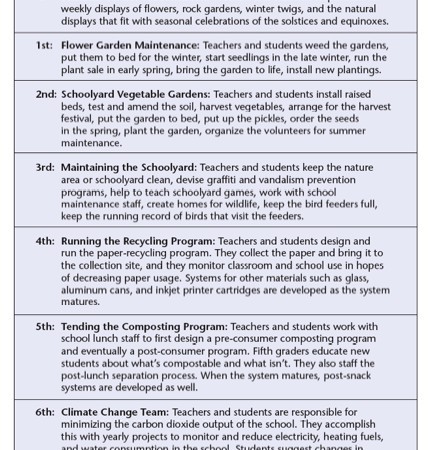 weekly displays of flowers, rock gardens, winter twigs, and the natural
displays that fit with seasonal celebrations of the solstices and equinoxes.
1st: Flower Garden Maintenance: Teachers and students weed the gardens,
put them to bed for the winter, start seedlings in the late winter, run the
plant sale in early spring, bring the garden to life, install new plantings.
2nd: Schoolyard Vegetable Gardens: Teachers and students install raised
beds, test and amend the soil, harvest vegetables, arrange for the harvest
festival, put the garden to bed, put up the pickles, order the seeds
in the spring, plant the garden, organize the volunteers for summer
maintenance.
3rd: Maintaining the Schoolyard: Teachers and students keep the nature
area or schoolyard clean, devise graffiti and vandalism prevention
programs, help to teach schoolyard games, work with school
maintenance staff, create homes for wildlife, keep the bird feeders full,
keep the running record of birds that visit the feeders.
4th: Running the Recycling Program: Teachers and students design and
run the paper-recycling program. They collect the paper and bring it to
the collection site, and they monitor classroom and school use in hopes
of decreasing paper usage. Systems for other materials such as glass,
aluminum cans, and inkjet printer cartridges are developed as the system
matures.
5th: Tending the Composting Program: Teachers and students work with
school lunch staff to first design a pre-consumer composting program
and eventually a post-consumer program. Fifth graders educate new
students about what's compostable and what isn't. They also staff the
post-lunch separation process. When the system matures, post-snack
systems are developed as well.
6th: Climate Change Team: Teachers and students are responsible for
minimizing the carbon dioxide output of the school. They accomplish
this with yearly projects to monitor and reduce electricity, heating fuels,
and water consumption in the school. Students suggest changes in